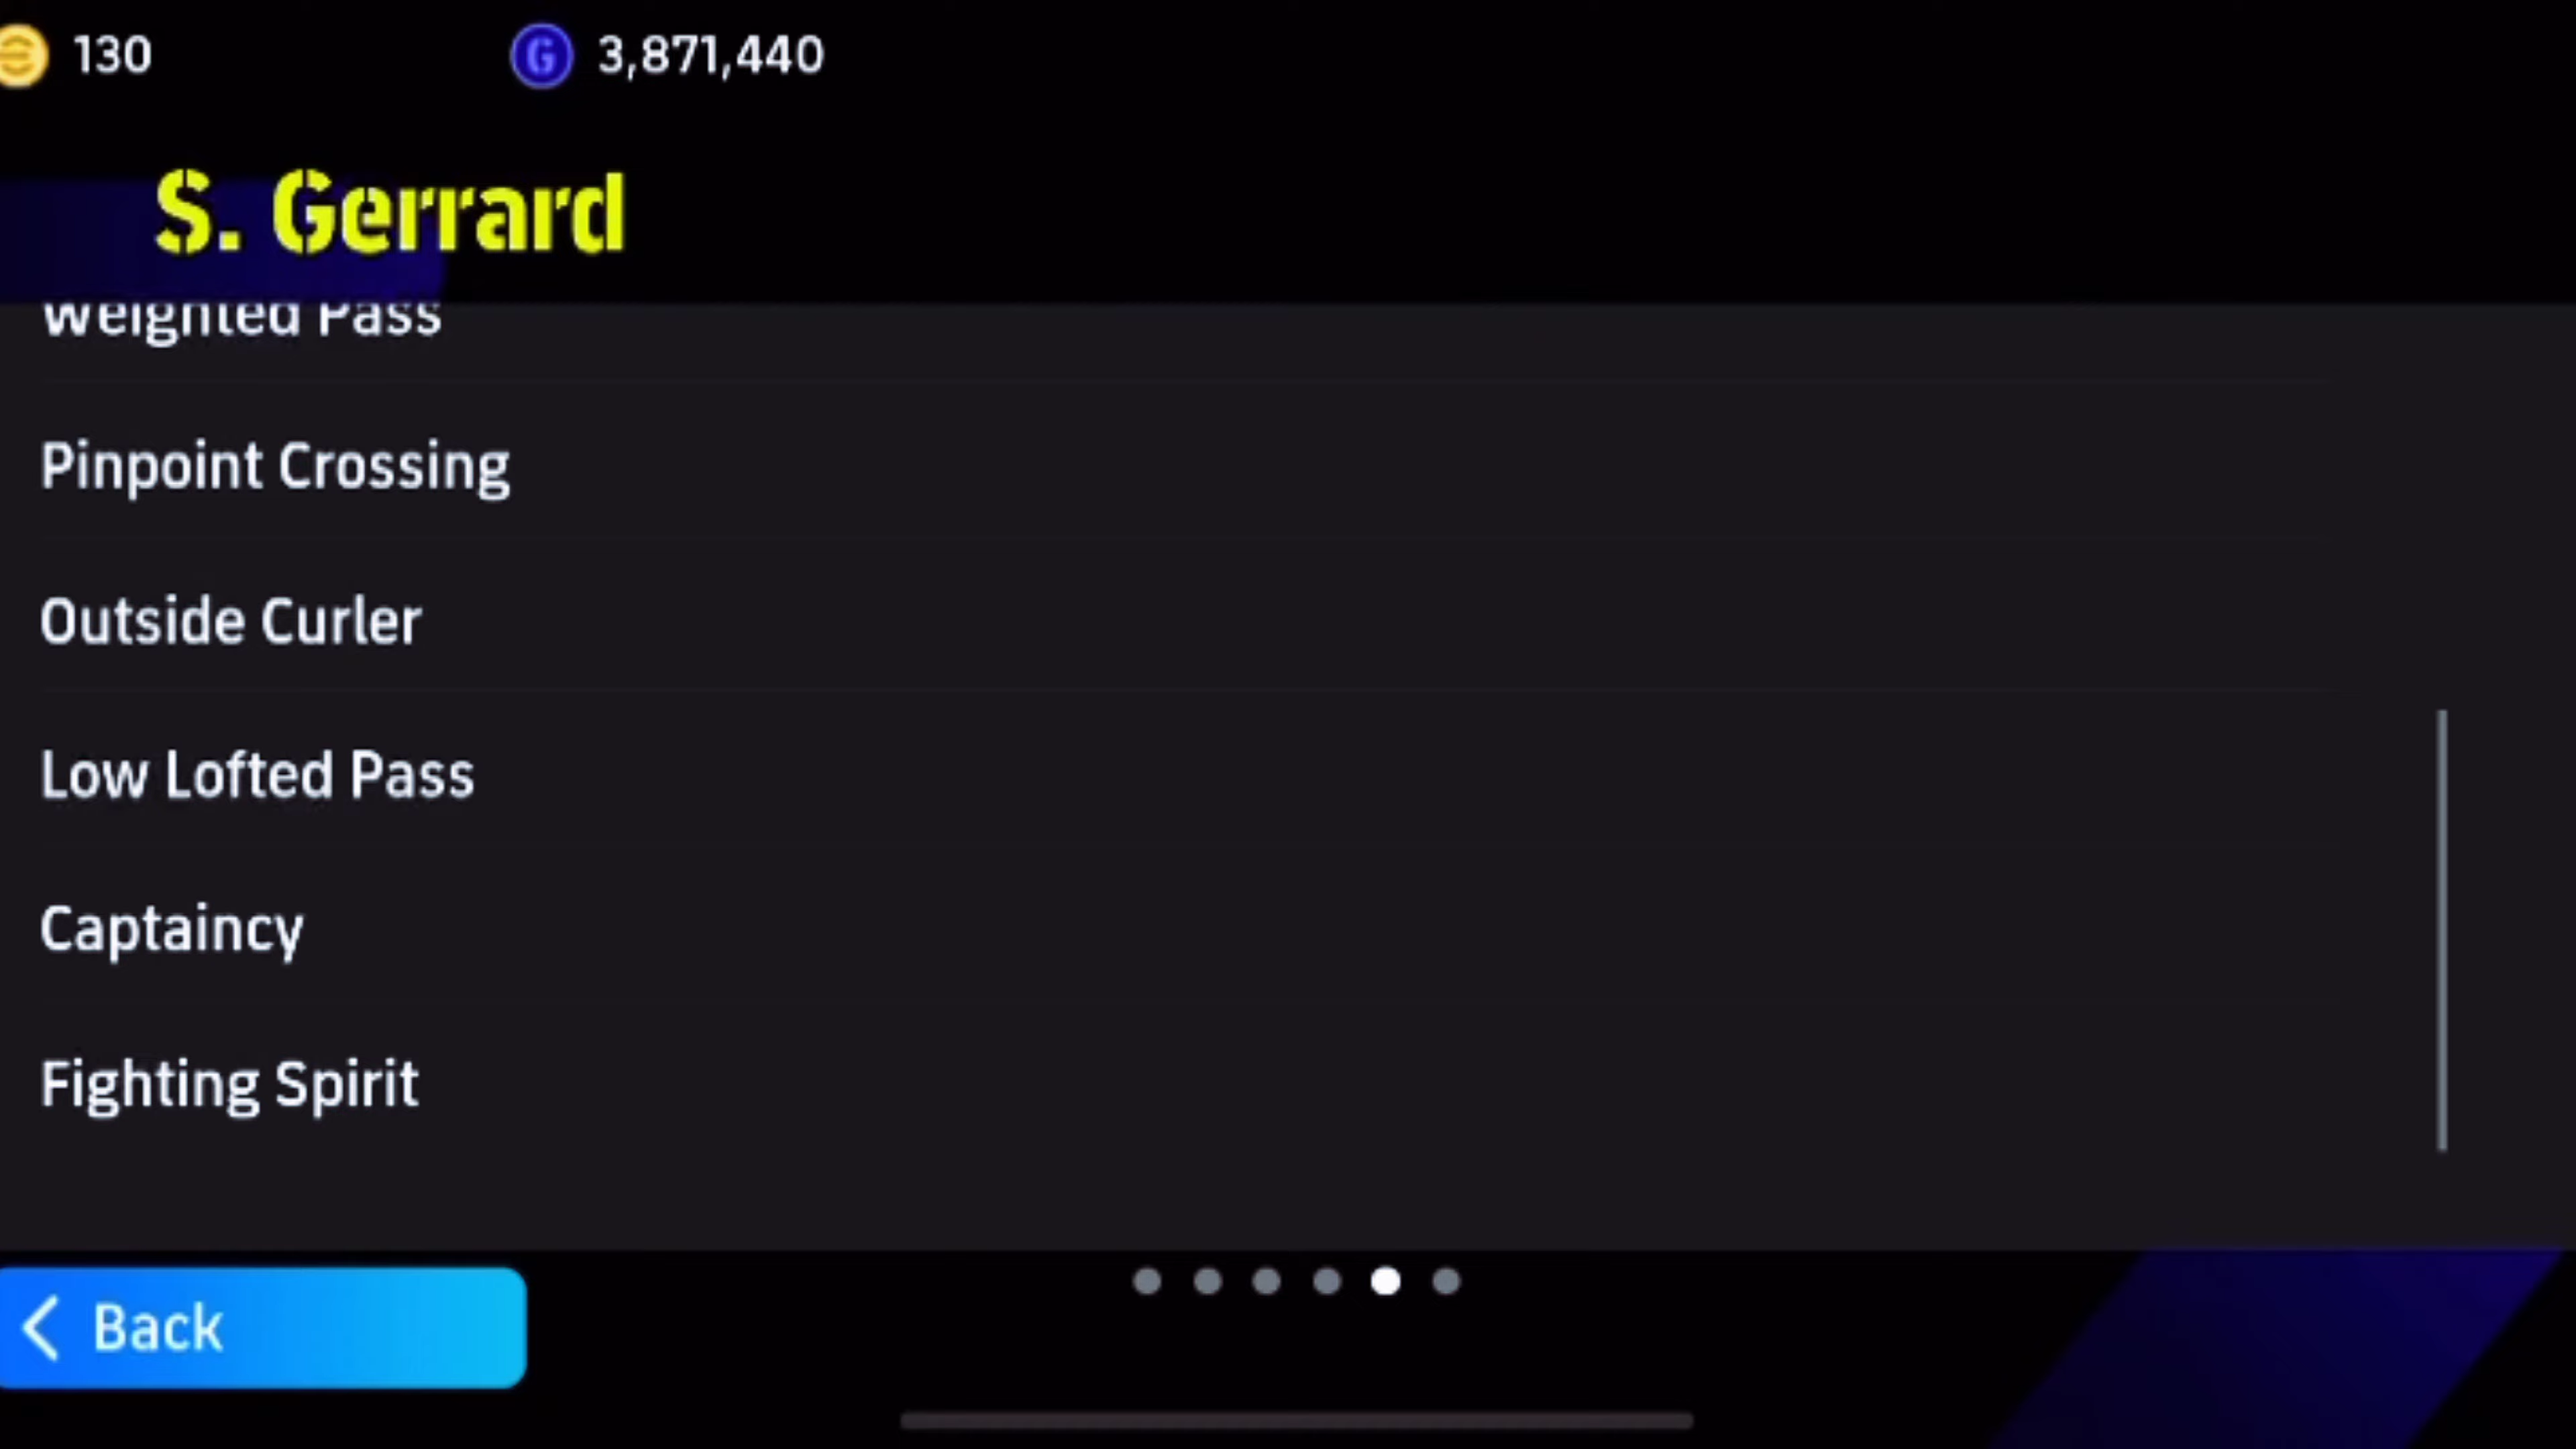 130
G 3,871,440
S. Gerrard
Weighted Pass
Pinpoint Crossing
Outside Curler
Low Lofted Pass
Captaincy
Fighting Spirit
Back